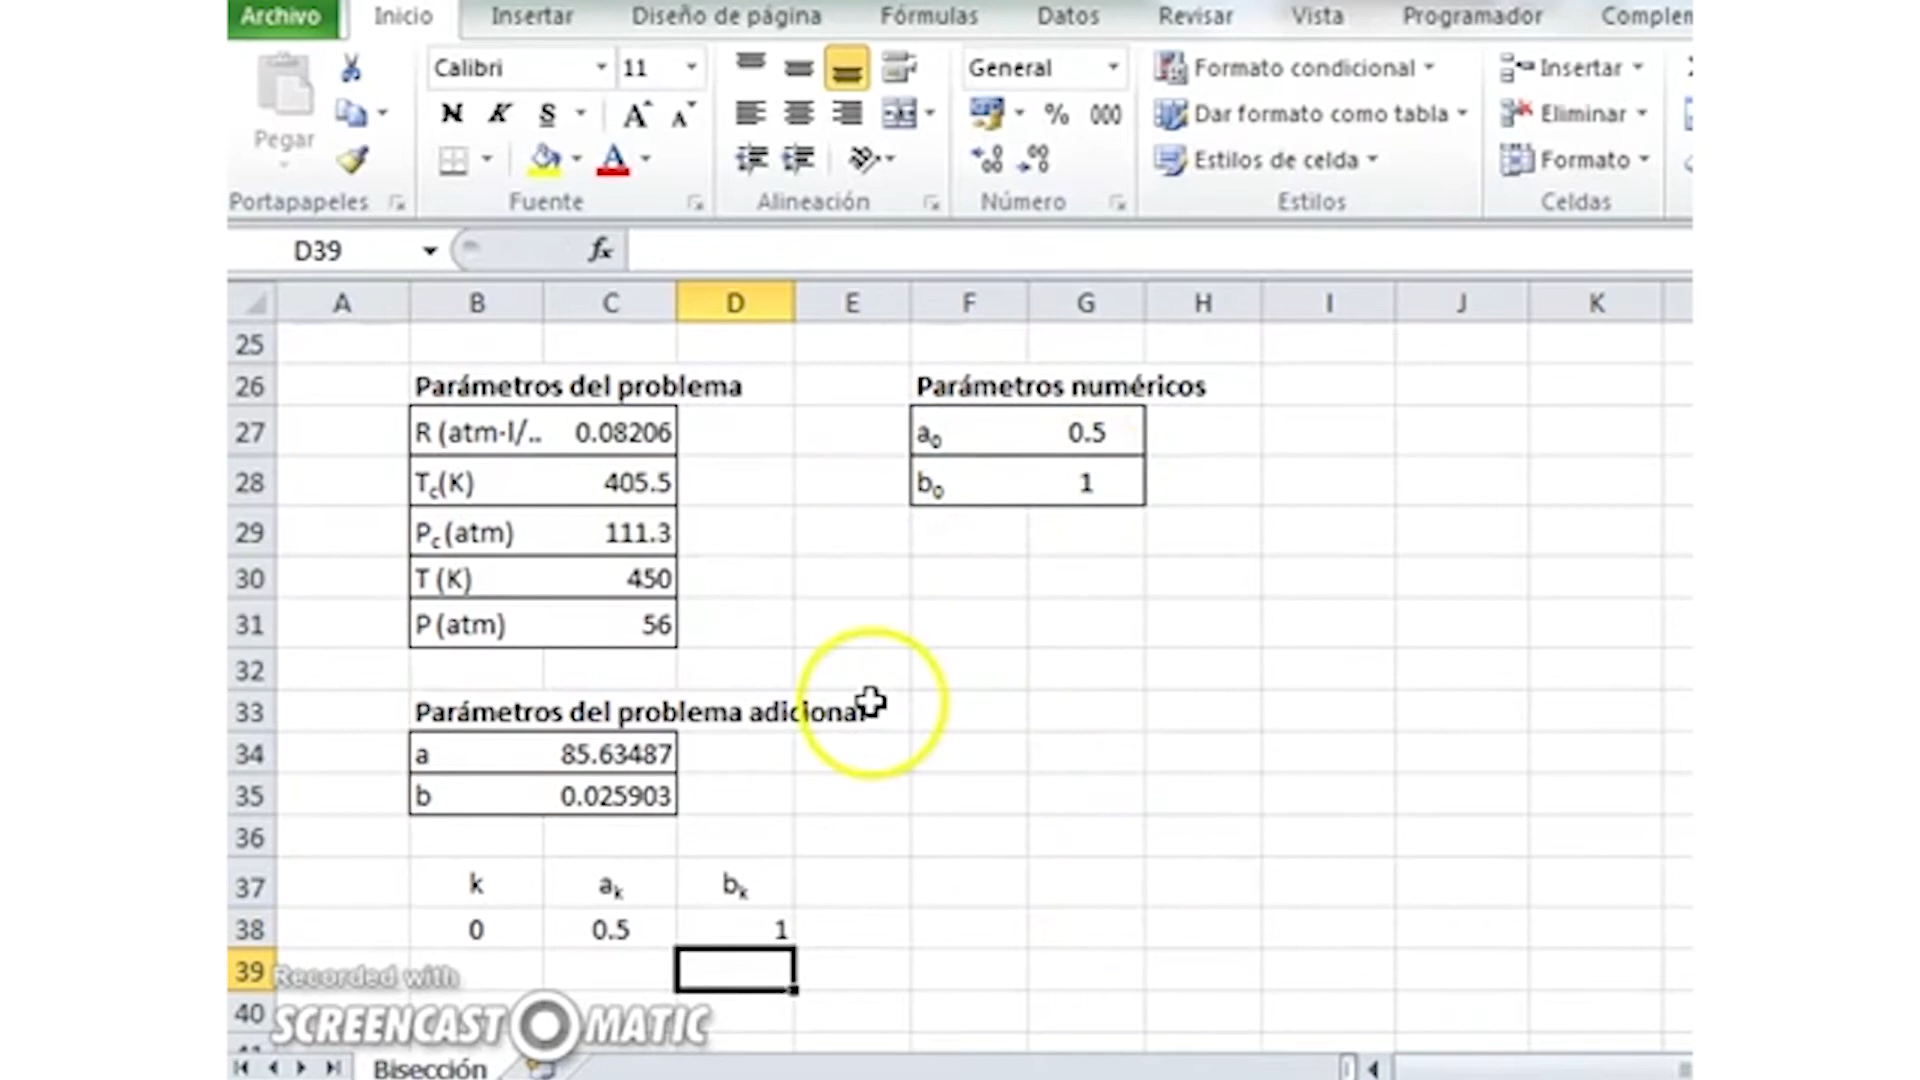 Archivo Inicio Insertar Diseño de página Fórmulas Datos Revisar Vista Programador Complem
Pegar
Calibri 11
General
Formato condicional
Insertar
N K S A A
% 000
Dar formato como tabla
Eliminar
A
Estilos de celda
Formato
Portapapeles Fuente Alineación Número Estilos Celdas
D39 fx
A B C D E F G H I J K
25
26 Parámetros del problema Parámetros numéricos
27 R (atm-l/.. 0.08206 a₀ 0.5
28 Tc(K) 405.5 b₀ 1
29 Pc (atm) 111.3
30 T (K) 450
31 P (atm) 56
32
33 Parámetros del problema adicional
34 a 85.63487
35 b 0.025903
36
37 k aₖ bₖ
38 0 0.5 1
39 Recorded with
40 SCREENCAST-O-MATIC
Bisección